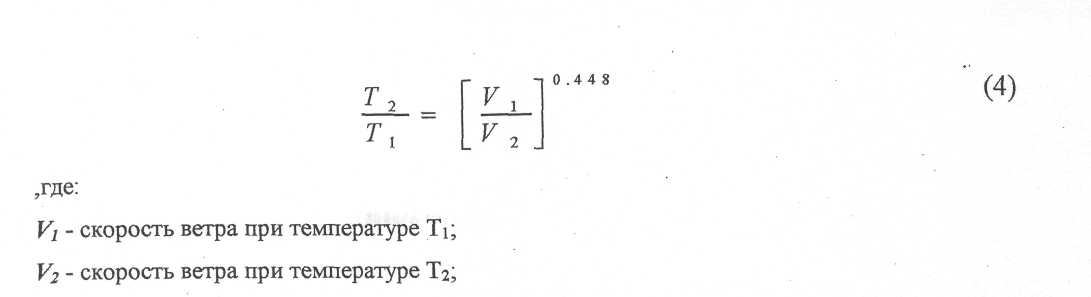 T₂/T₁ = [V₁/V₂]^0.448 (4)
,где:
V₁ - скорость ветра при температуре T₁;
V₂ - скорость ветра при температуре T₂;